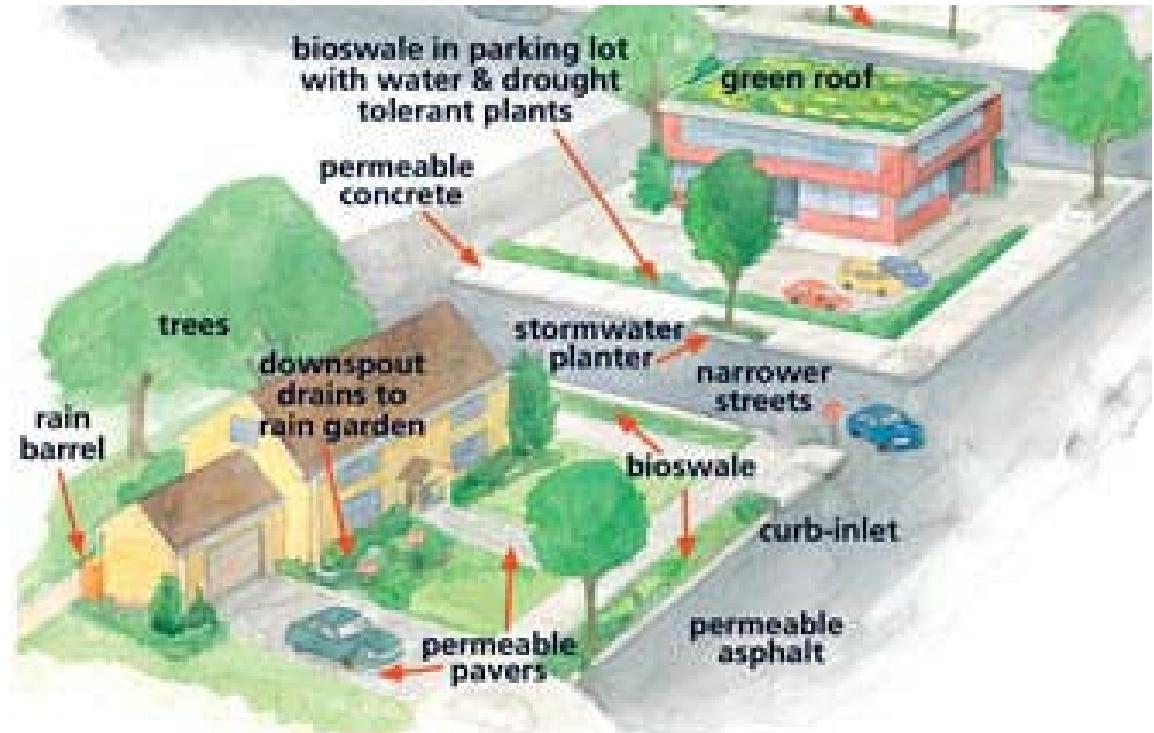 bioswale in parking lot
with water & drought
tolerant plants
green roof
permeable
concrete
trees
stormwater
planter
downspout
drains to
rain garden
narrower
streets
rain
barrel
bioswale
curb-inlet
permeable
asphalt
permeable
pavers